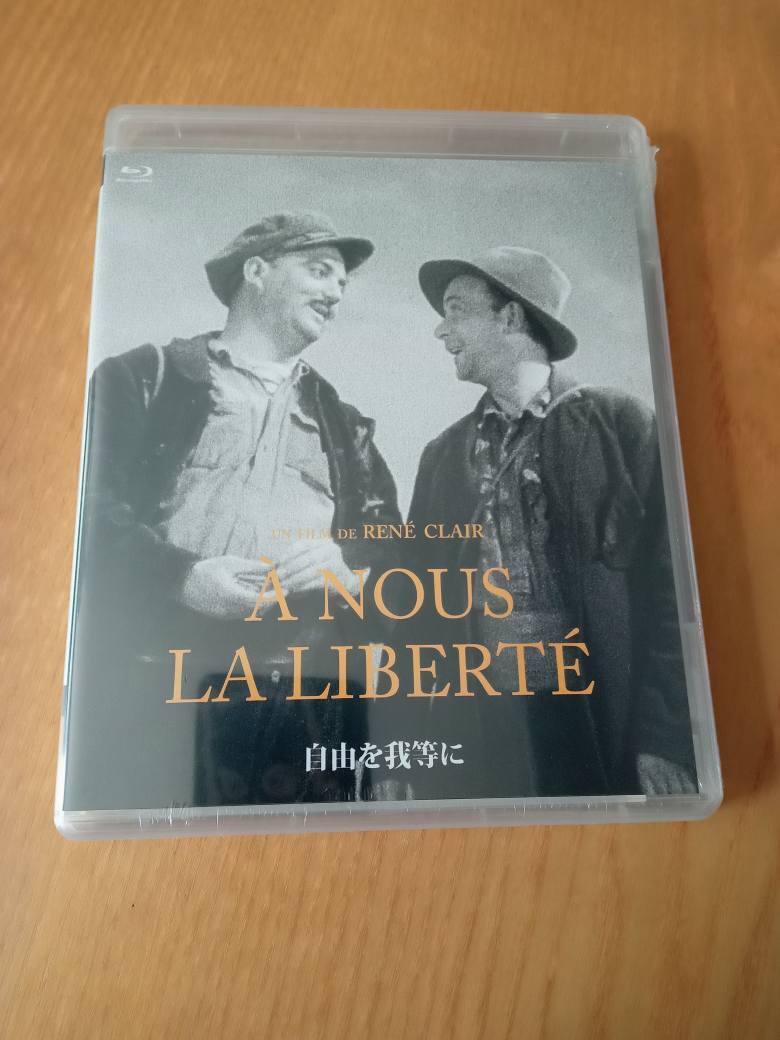 UN FILM DE RENÉ CLAIR
À NOUS
LA LIBERTÉ
自由を我等に